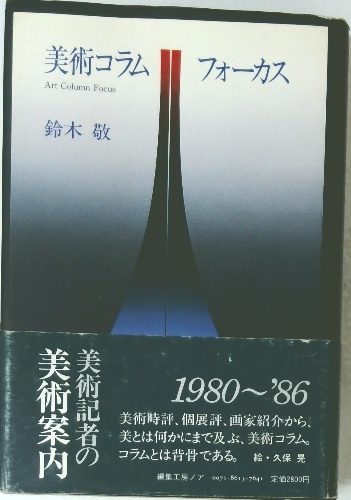 美術コラム フォーカス
Art Column Focus
鈴木 敬
美術記者の
美術案内
1980〜'86
美術時評、個展評、画家紹介から、
美とは何かにまで及ぶ、美術コラム。
コラムとは背骨である。 絵・久保 晃
編集工房ノア 0071-8613-7641 定価2800円